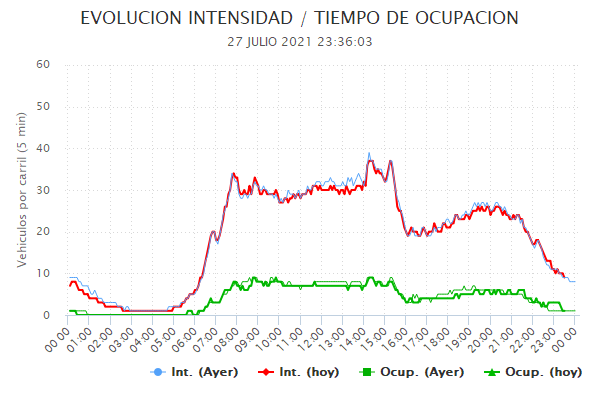 EVOLUCION INTENSIDAD / TIEMPO DE OCUPACION
27 JULIO 2021 23:36:03
Vehiculos por carril (5 min)
60
50
40
30
20
10
0
00:00 01:00 02:00 03:00 04:00 05:00 06:00 07:00 08:00 09:00 10:00 11:00 12:00 13:00 14:00 15:00 16:00 17:00 18:00 19:00 20:00 21:00 22:00 23:00 00:00
Int. (Ayer) Int. (hoy) Ocup. (Ayer) Ocup. (hoy)